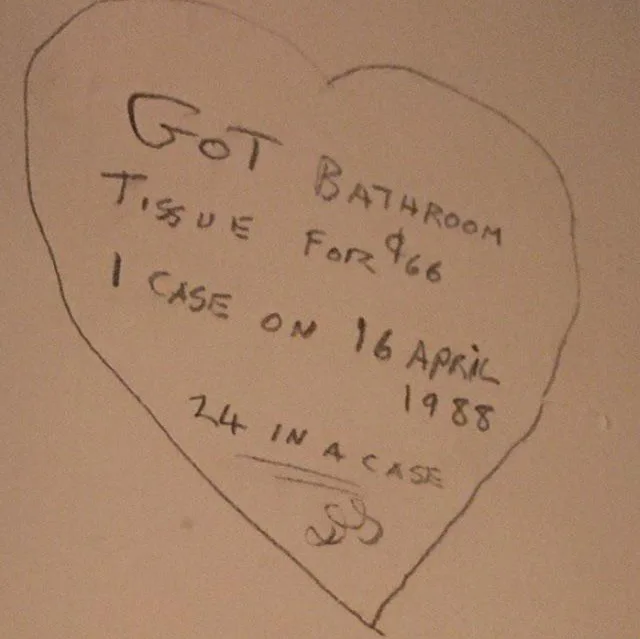 GOT BATHROOM
TISSUE FOR $66
1 CASE ON 16 APRIL
1988
24 IN A CASE